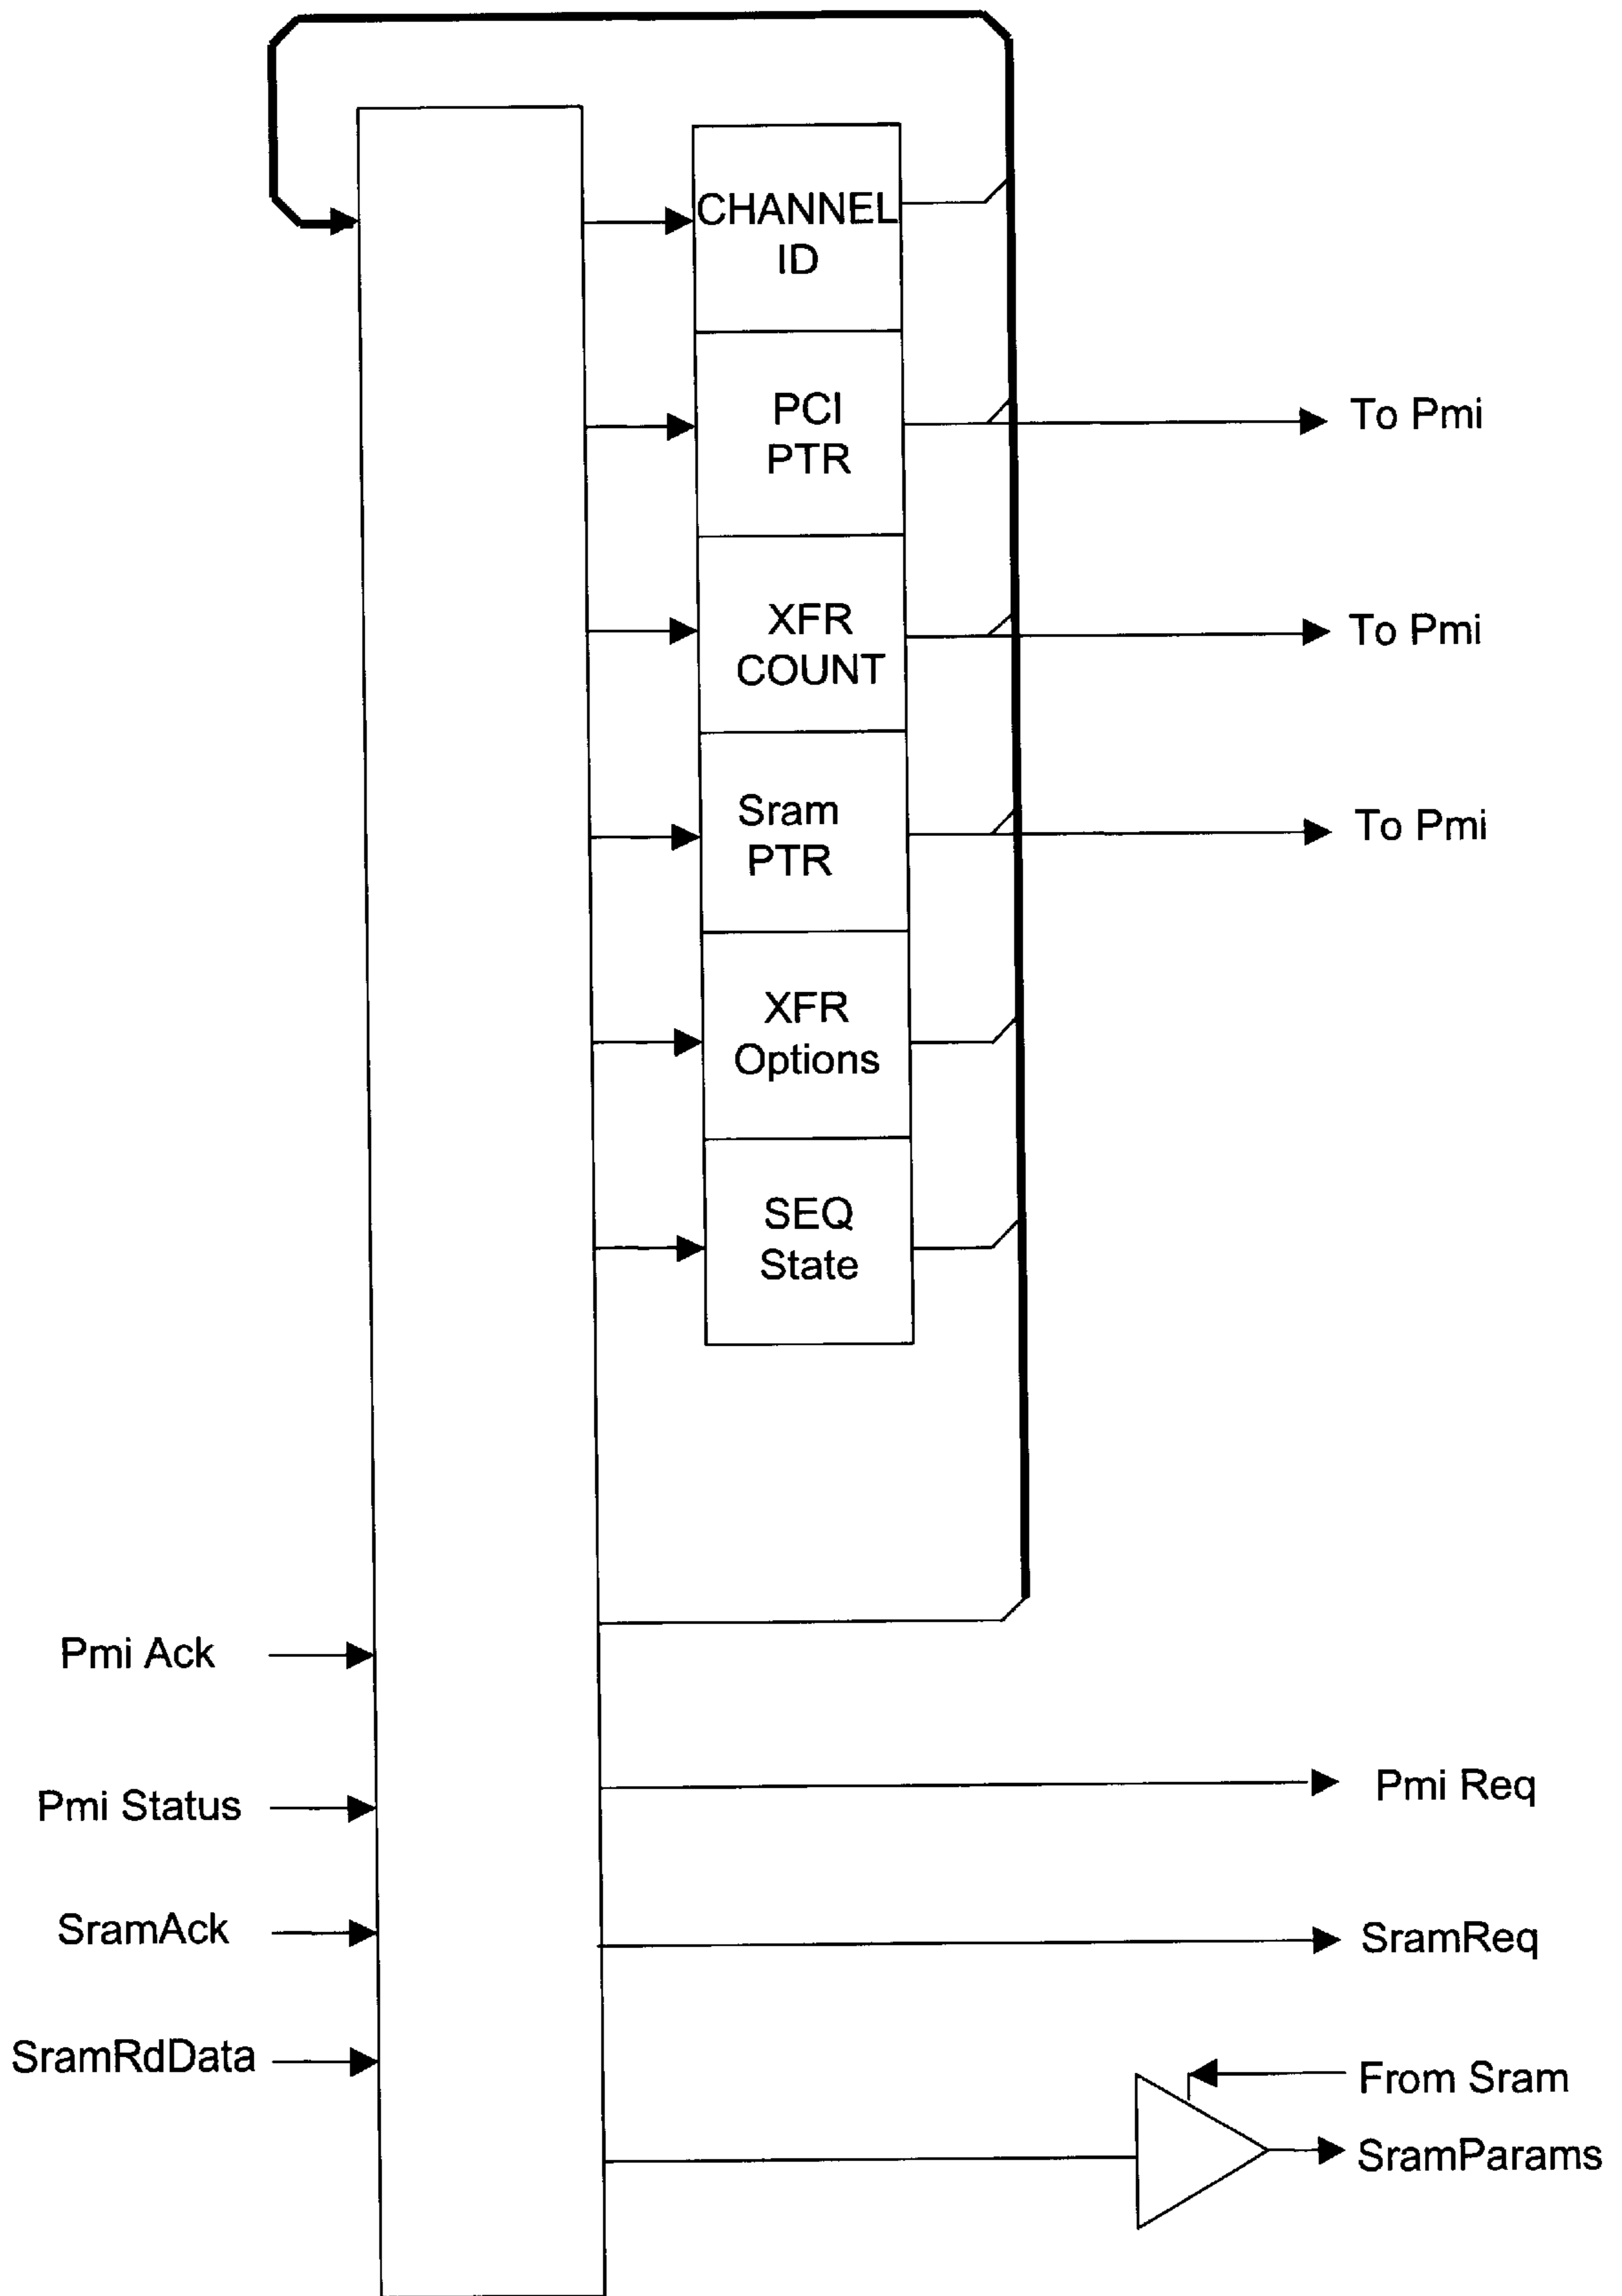 CHANNEL
ID
PCI
PTR
To Pmi
XFR
COUNT
To Pmi
Sram
PTR
To Pmi
XFR
Options
SEQ
State
Pmi Ack
Pmi Status
Pmi Req
SramAck
SramReq
SramRdData
From Sram
SramParams